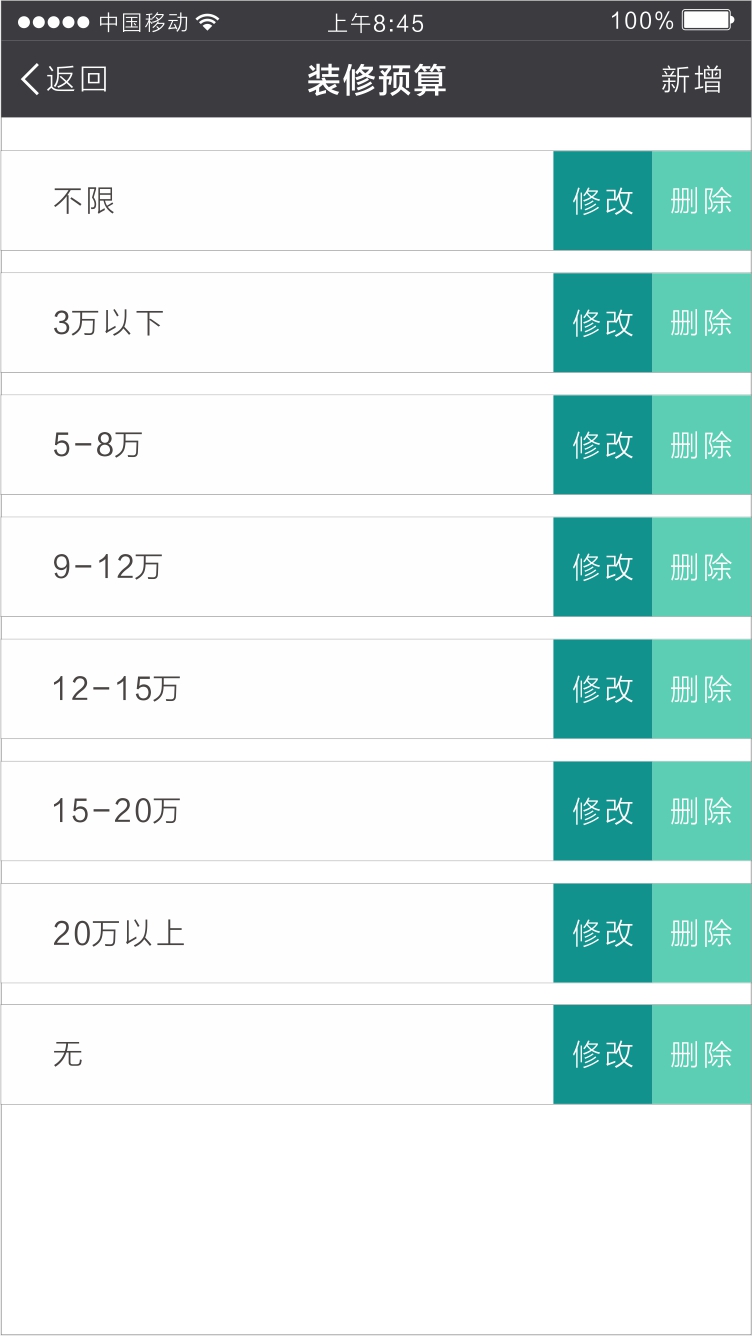 中国移动 上午8:45 100%
返回 装修预算 新增
不限 修改 删除
3万以下 修改 删除
5-8万 修改 删除
9-12万 修改 删除
12-15万 修改 删除
15-20万 修改 删除
20万以上 修改 删除
无 修改 删除